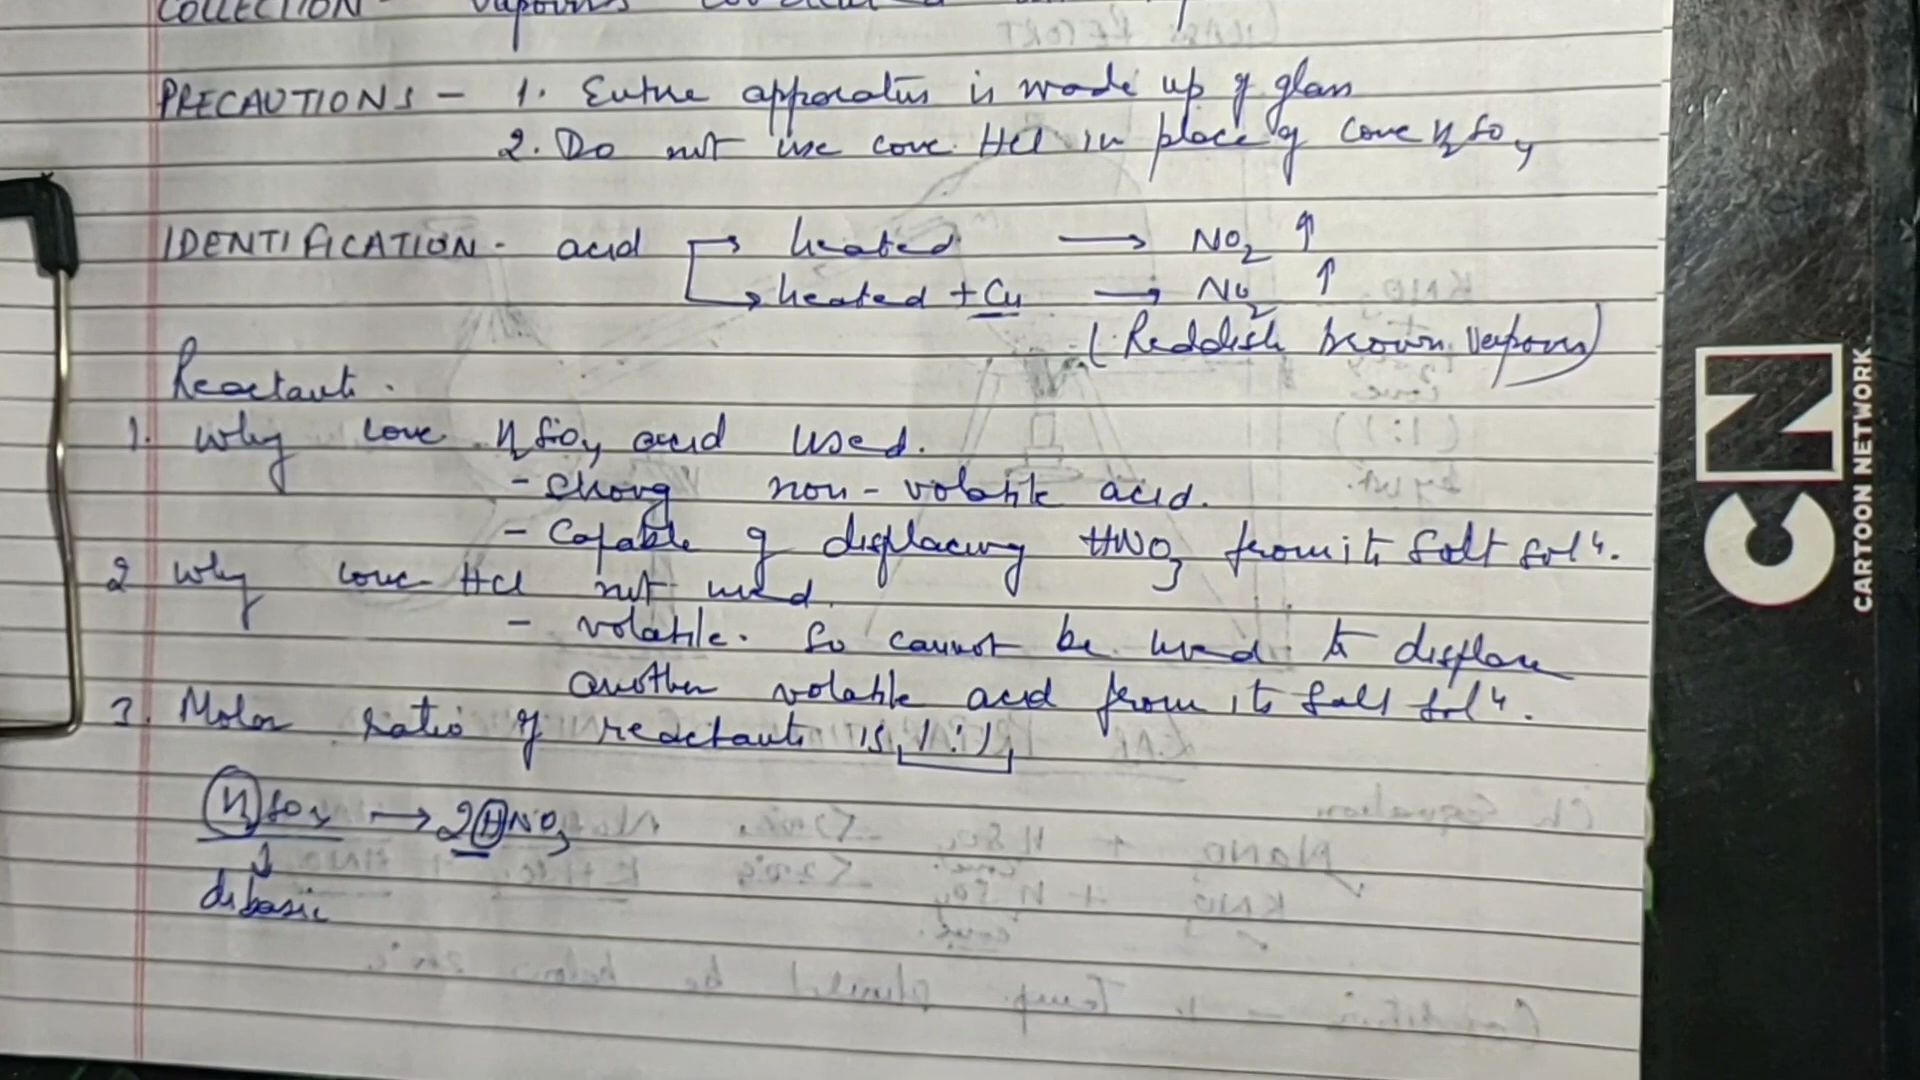 COLLECTION - Vapours
PRECAUTIONS - 1. Entire apparatus is made up of glass
2. Do not use conc. HCl in place of conc H2SO4
IDENTIFICATION - acid → heated → NO2 ↑
→ heated + Cu → NO2 ↑
(Reddish brown vapours)
Reactants.
1. Why conc H2SO4 acid used.
- Strong non-volatile acid.
- Capable of displacing HNO3 from its salt solⁿ.
2 Why conc HCl not used.
- volatile. So cannot be used to displace
another volatile acid from its salt solⁿ.
3. Molar ratio of reactants is 1:1
H2SO4 → 2HNO3
↓
dibasic
CN
CARTOON NETWORK